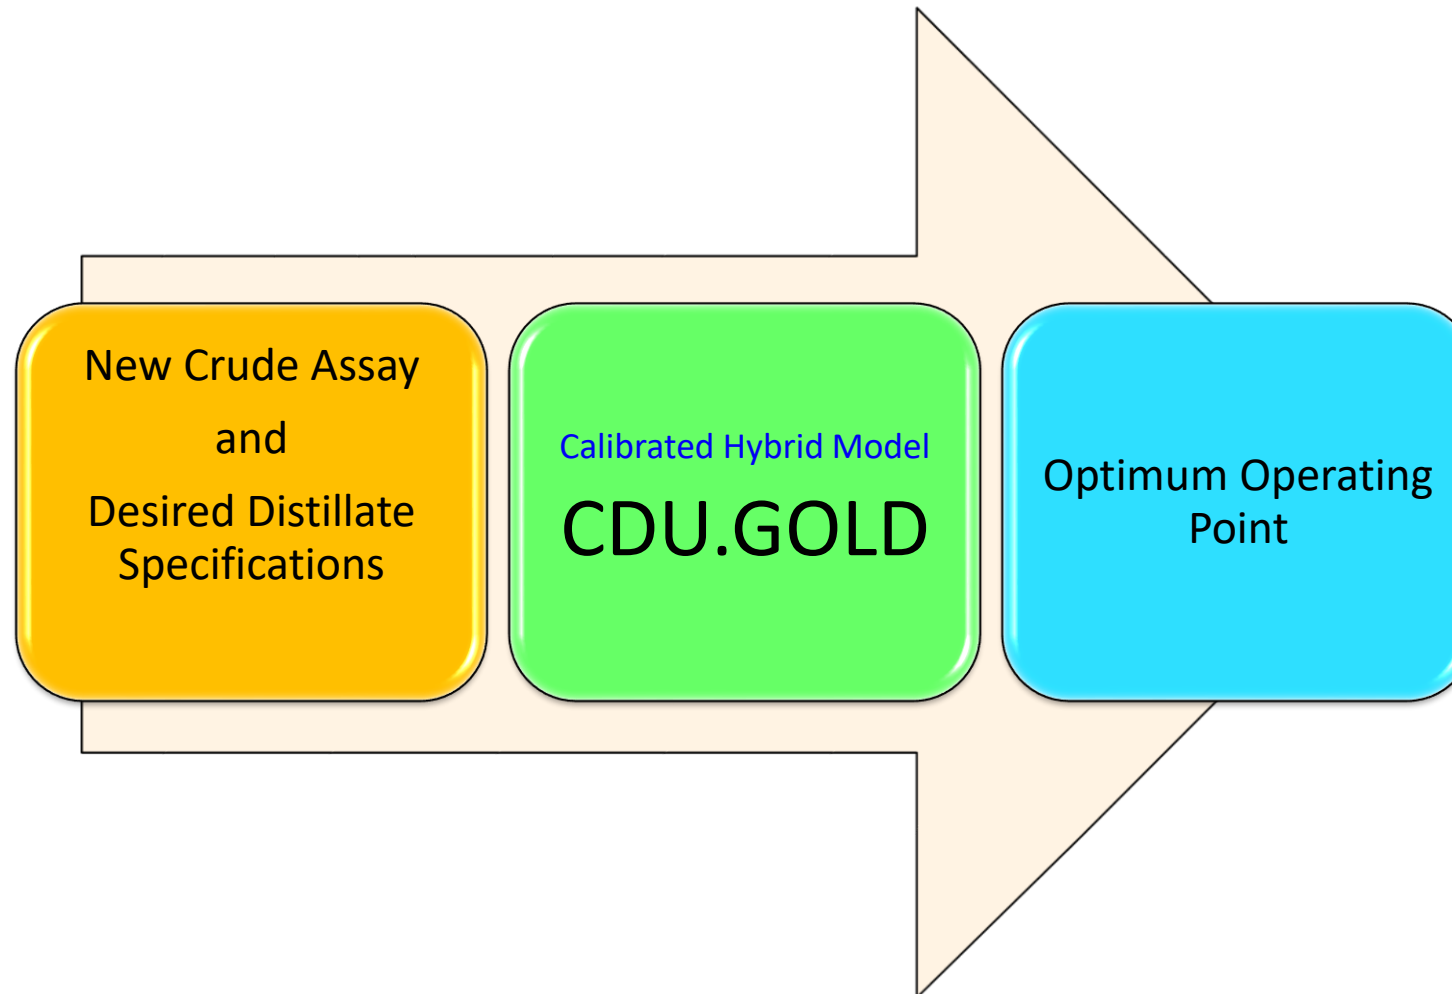 New Crude Assay
and
Desired Distillate
Specifications
Calibrated Hybrid Model
CDU.GOLD
Optimum Operating
Point